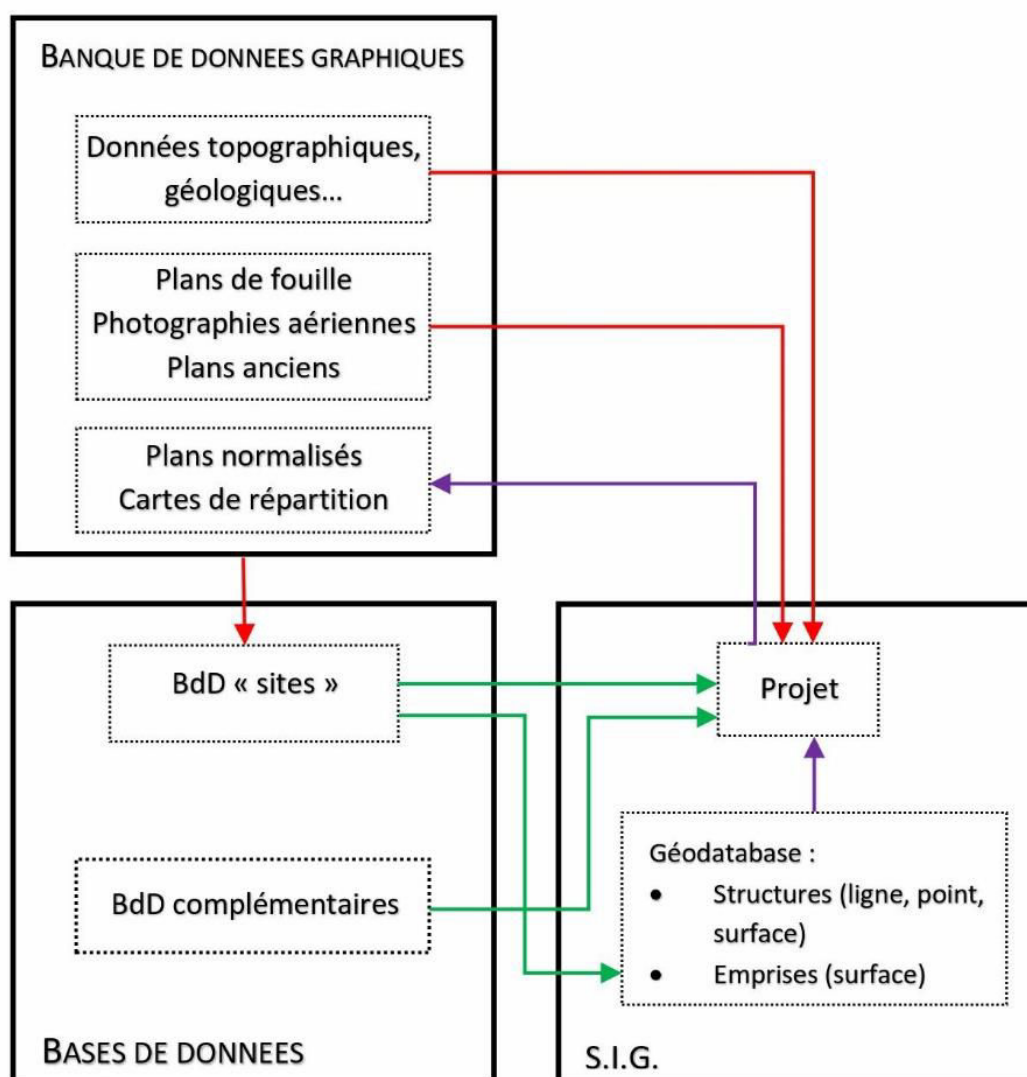 BANQUE DE DONNEES GRAPHIQUES
Données topographiques,
géologiques...
Plans de fouille
Photographies aériennes
Plans anciens
Plans normalisés
Cartes de répartition
BdD « sites »
BdD complémentaires
BASES DE DONNEES
Projet
Géodatabase :
• Structures (ligne, point,
surface)
• Emprises (surface)
S.I.G.